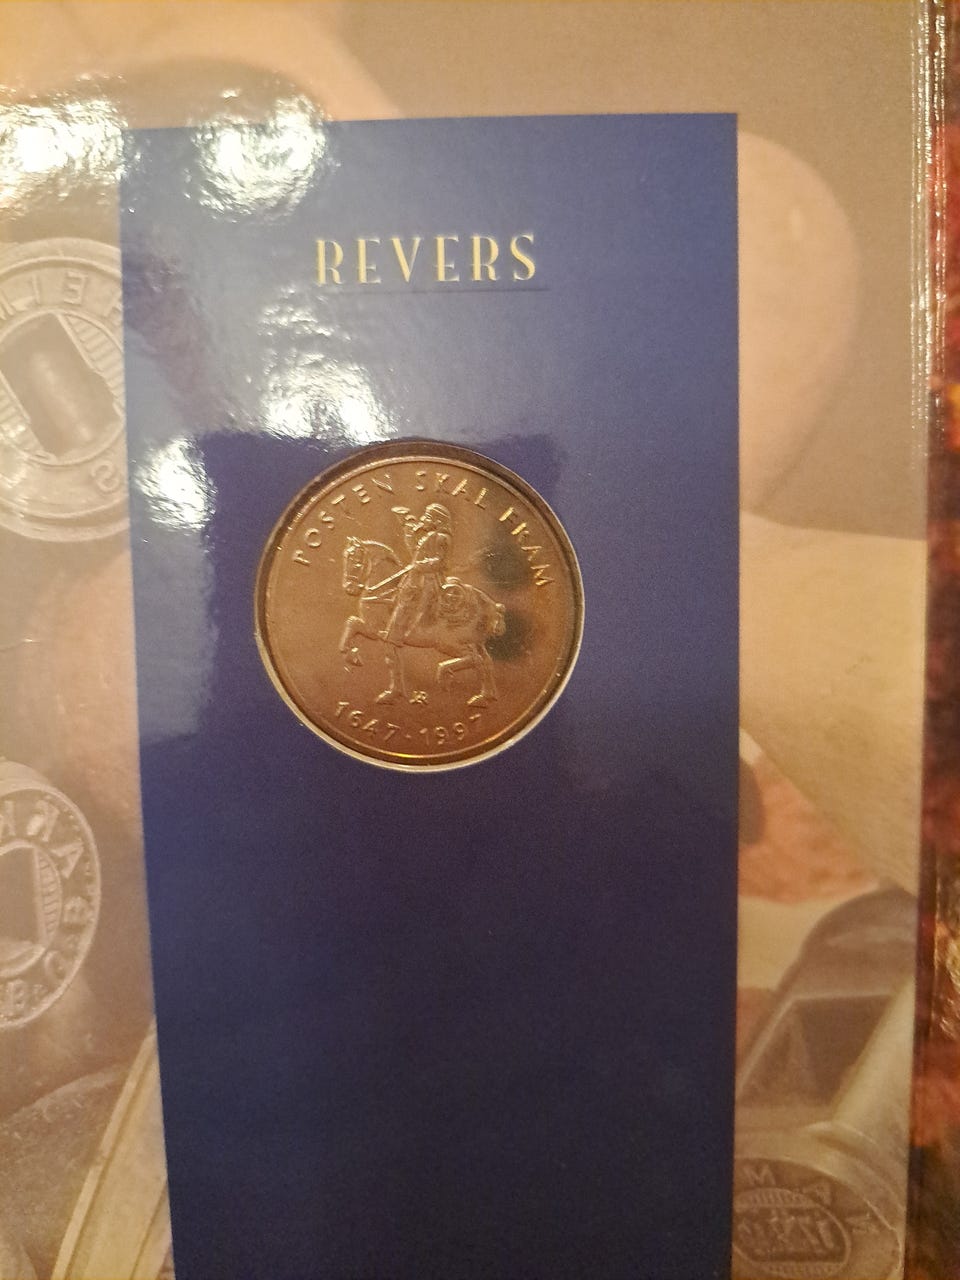 REVERS
POSTEN SKAL FRAM
1647·1997